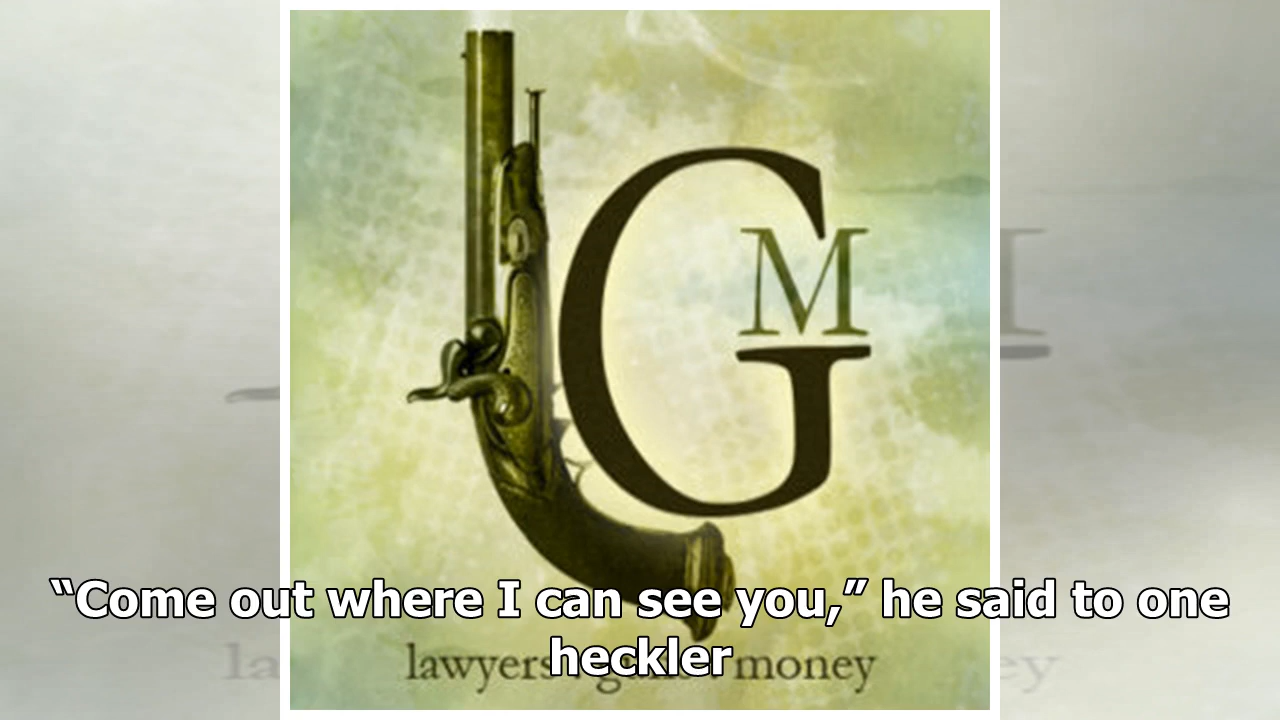 G
M
“Come out where I can see you,” he said to one
heckler
lawyers money